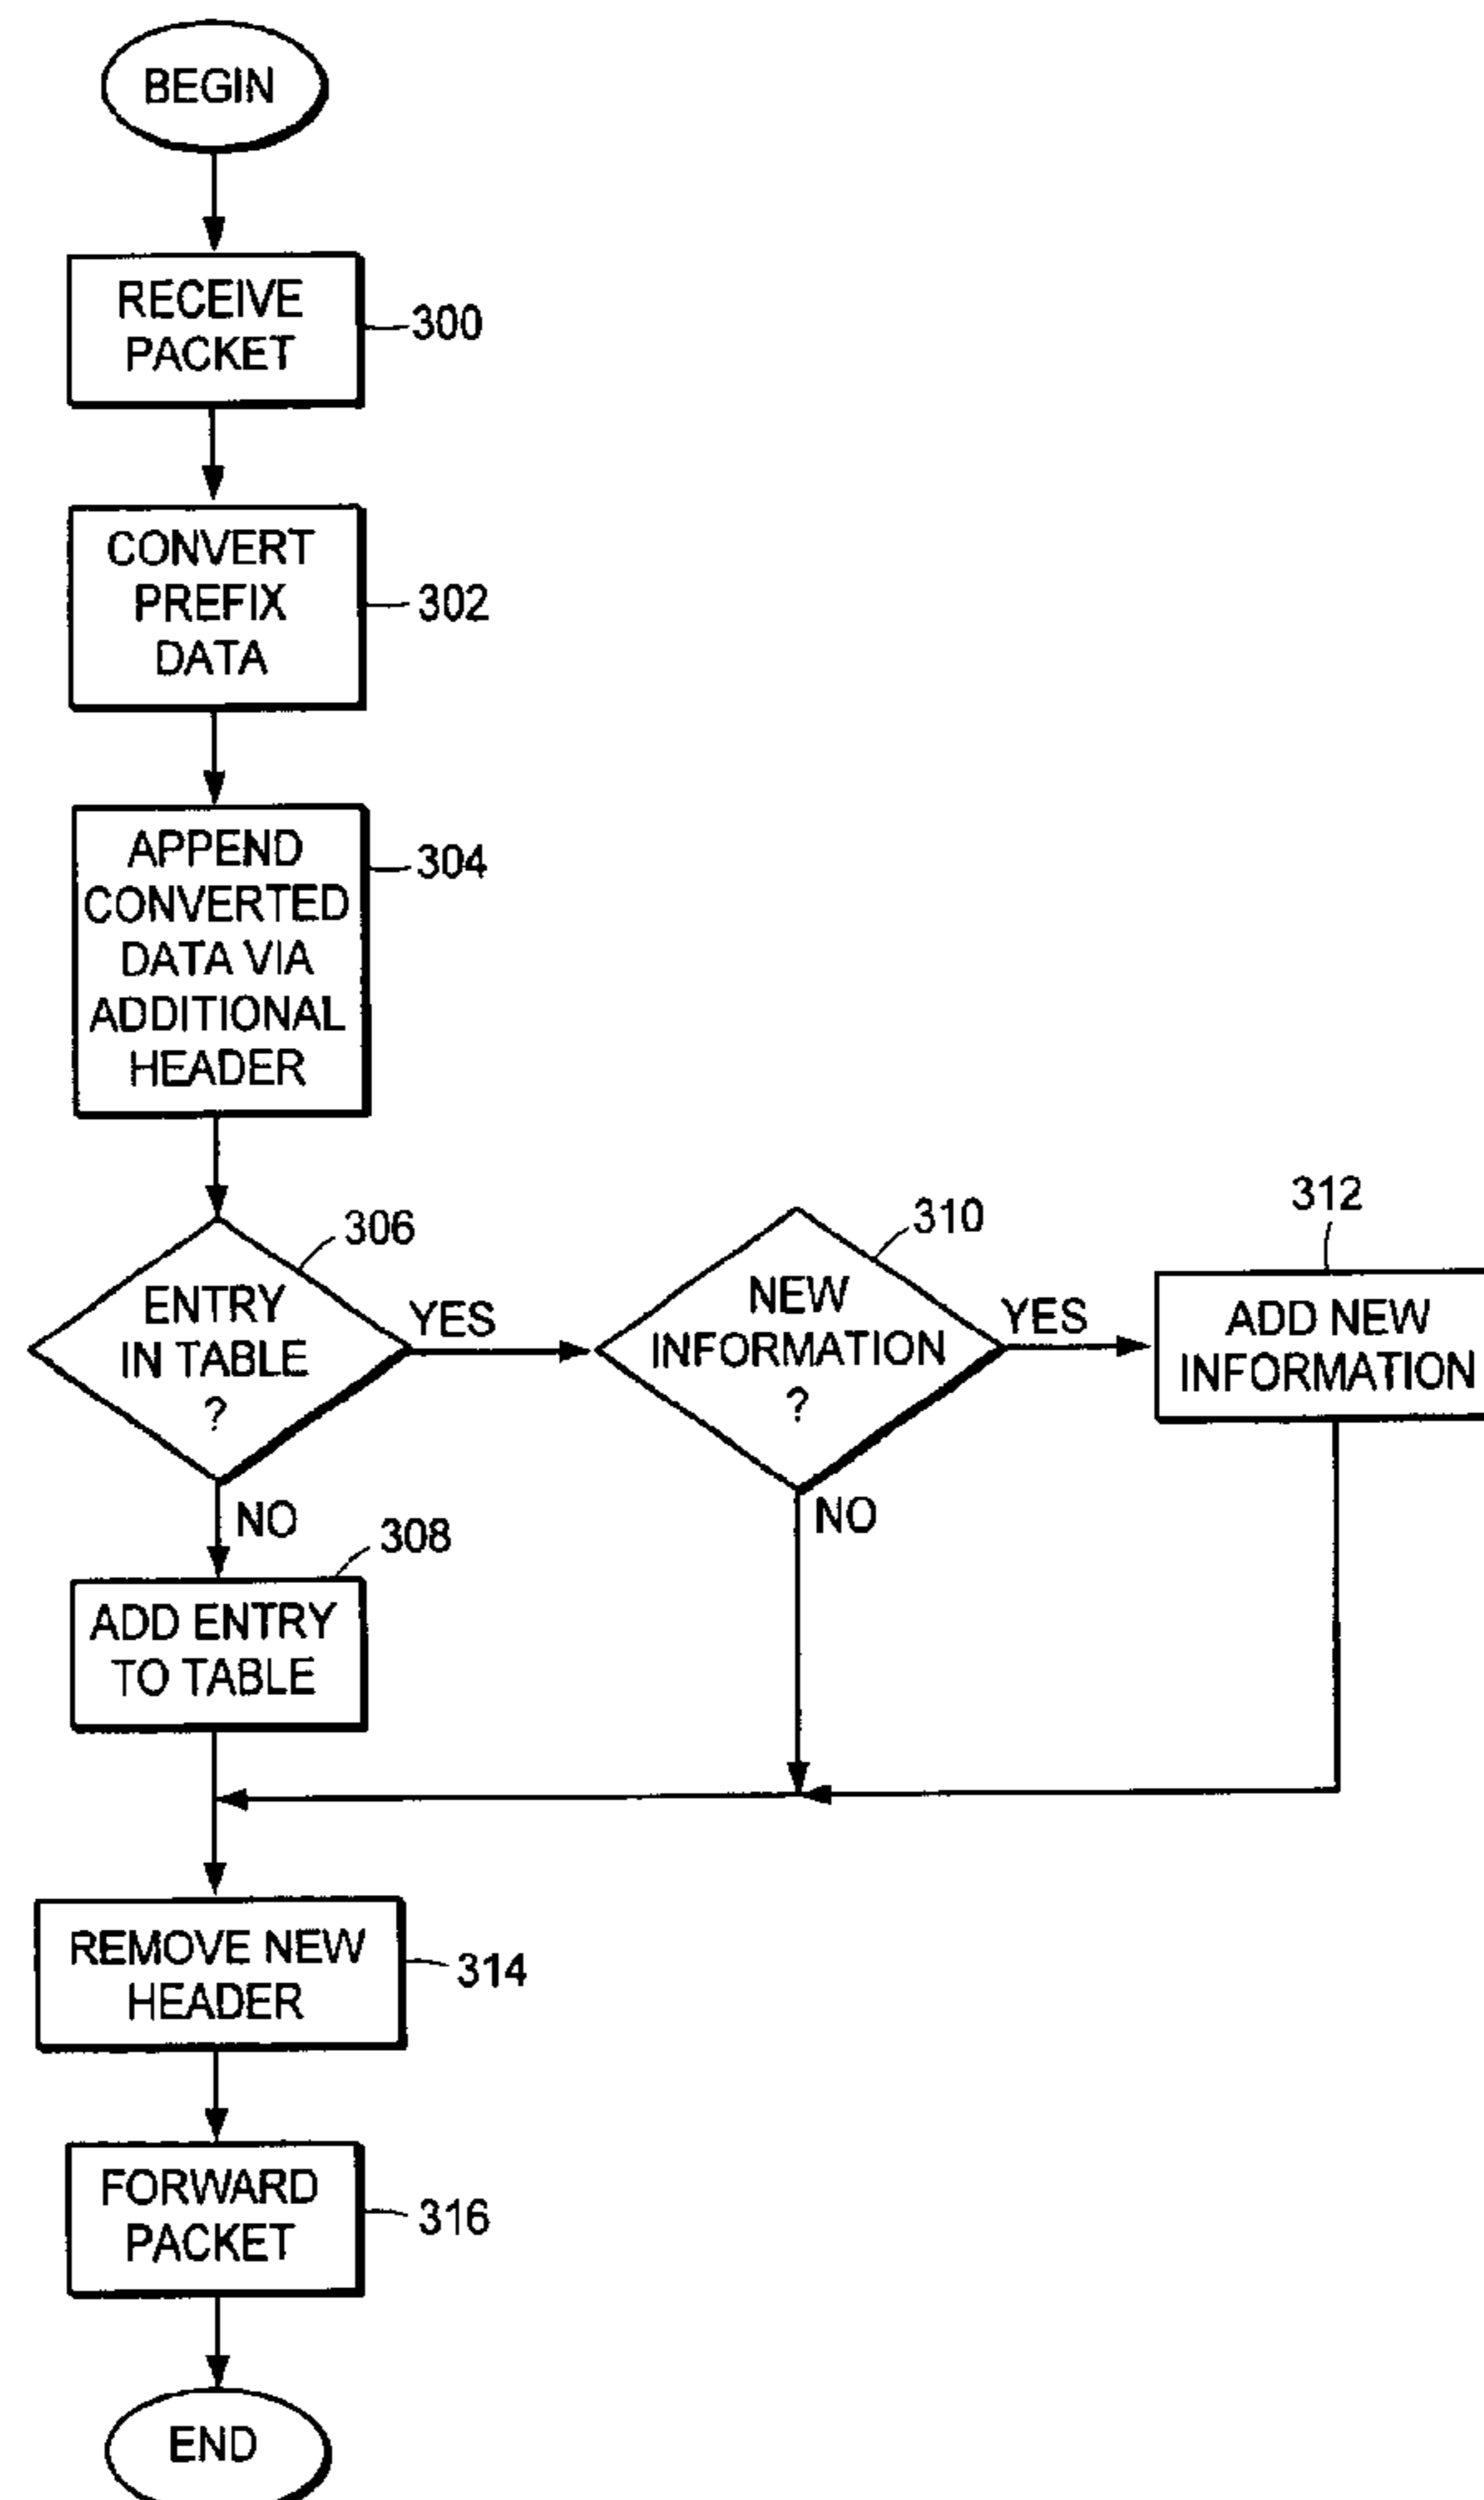 BEGIN
RECEIVE
PACKET
300
CONVERT
PREFIX
DATA
302
APPEND
CONVERTED
DATA VIA
ADDITIONAL
HEADER
304
306
ENTRY
IN TABLE
?
YES
NO
310
NEW
INFORMATION
?
YES
NO
312
ADD NEW
INFORMATION
308
ADD ENTRY
TO TABLE
REMOVE NEW
HEADER
314
FORWARD
PACKET
316
END